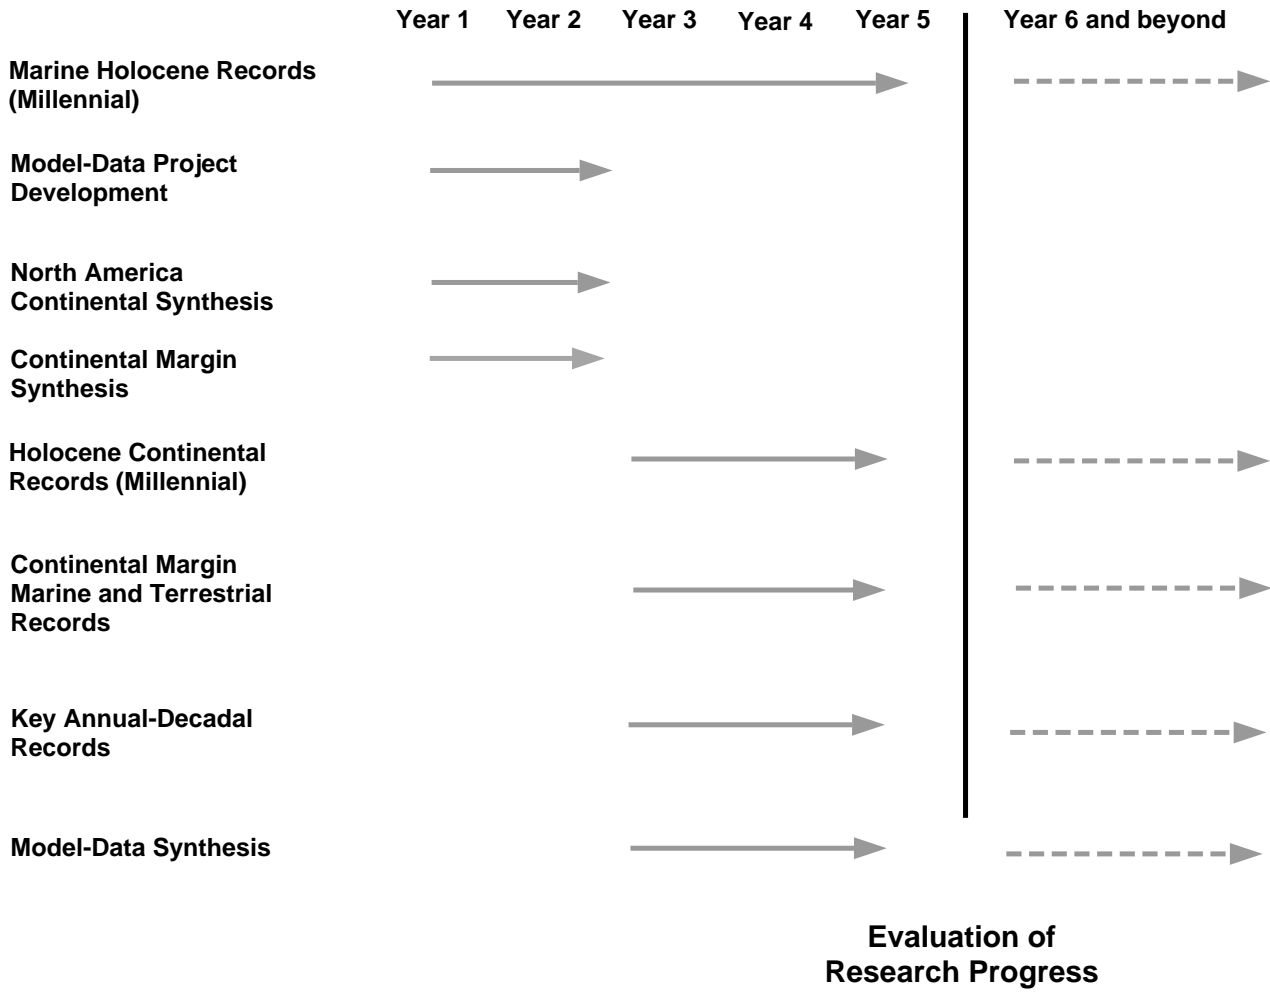 Year 1 Year 2 Year 3 Year 4 Year 5 Year 6 and beyond
Marine Holocene Records
(Millennial)
Model-Data Project
Development
North America
Continental Synthesis
Continental Margin
Synthesis
Holocene Continental
Records (Millennial)
Continental Margin
Marine and Terrestrial
Records
Key Annual-Decadal
Records
Model-Data Synthesis
Evaluation of
Research Progress